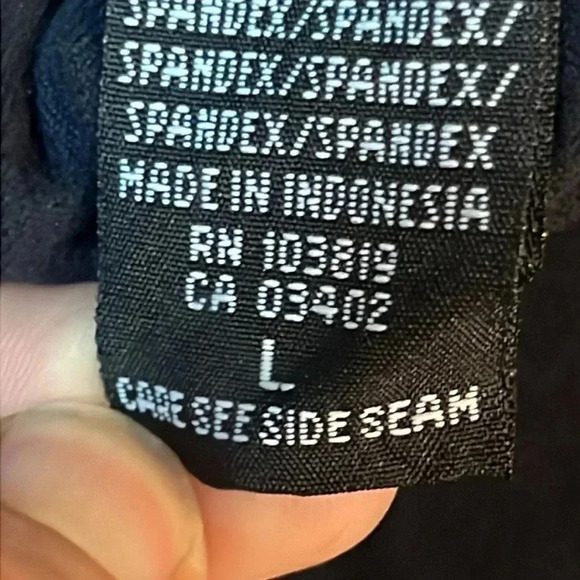 SPANDEX/SPANDEX/
SPANDEX/SPANDEX/
SPANDEX/SPANDEX
MADE IN INDONESIA
RN 103819
CA 03402
L
CARE SEE SIDE SEAM